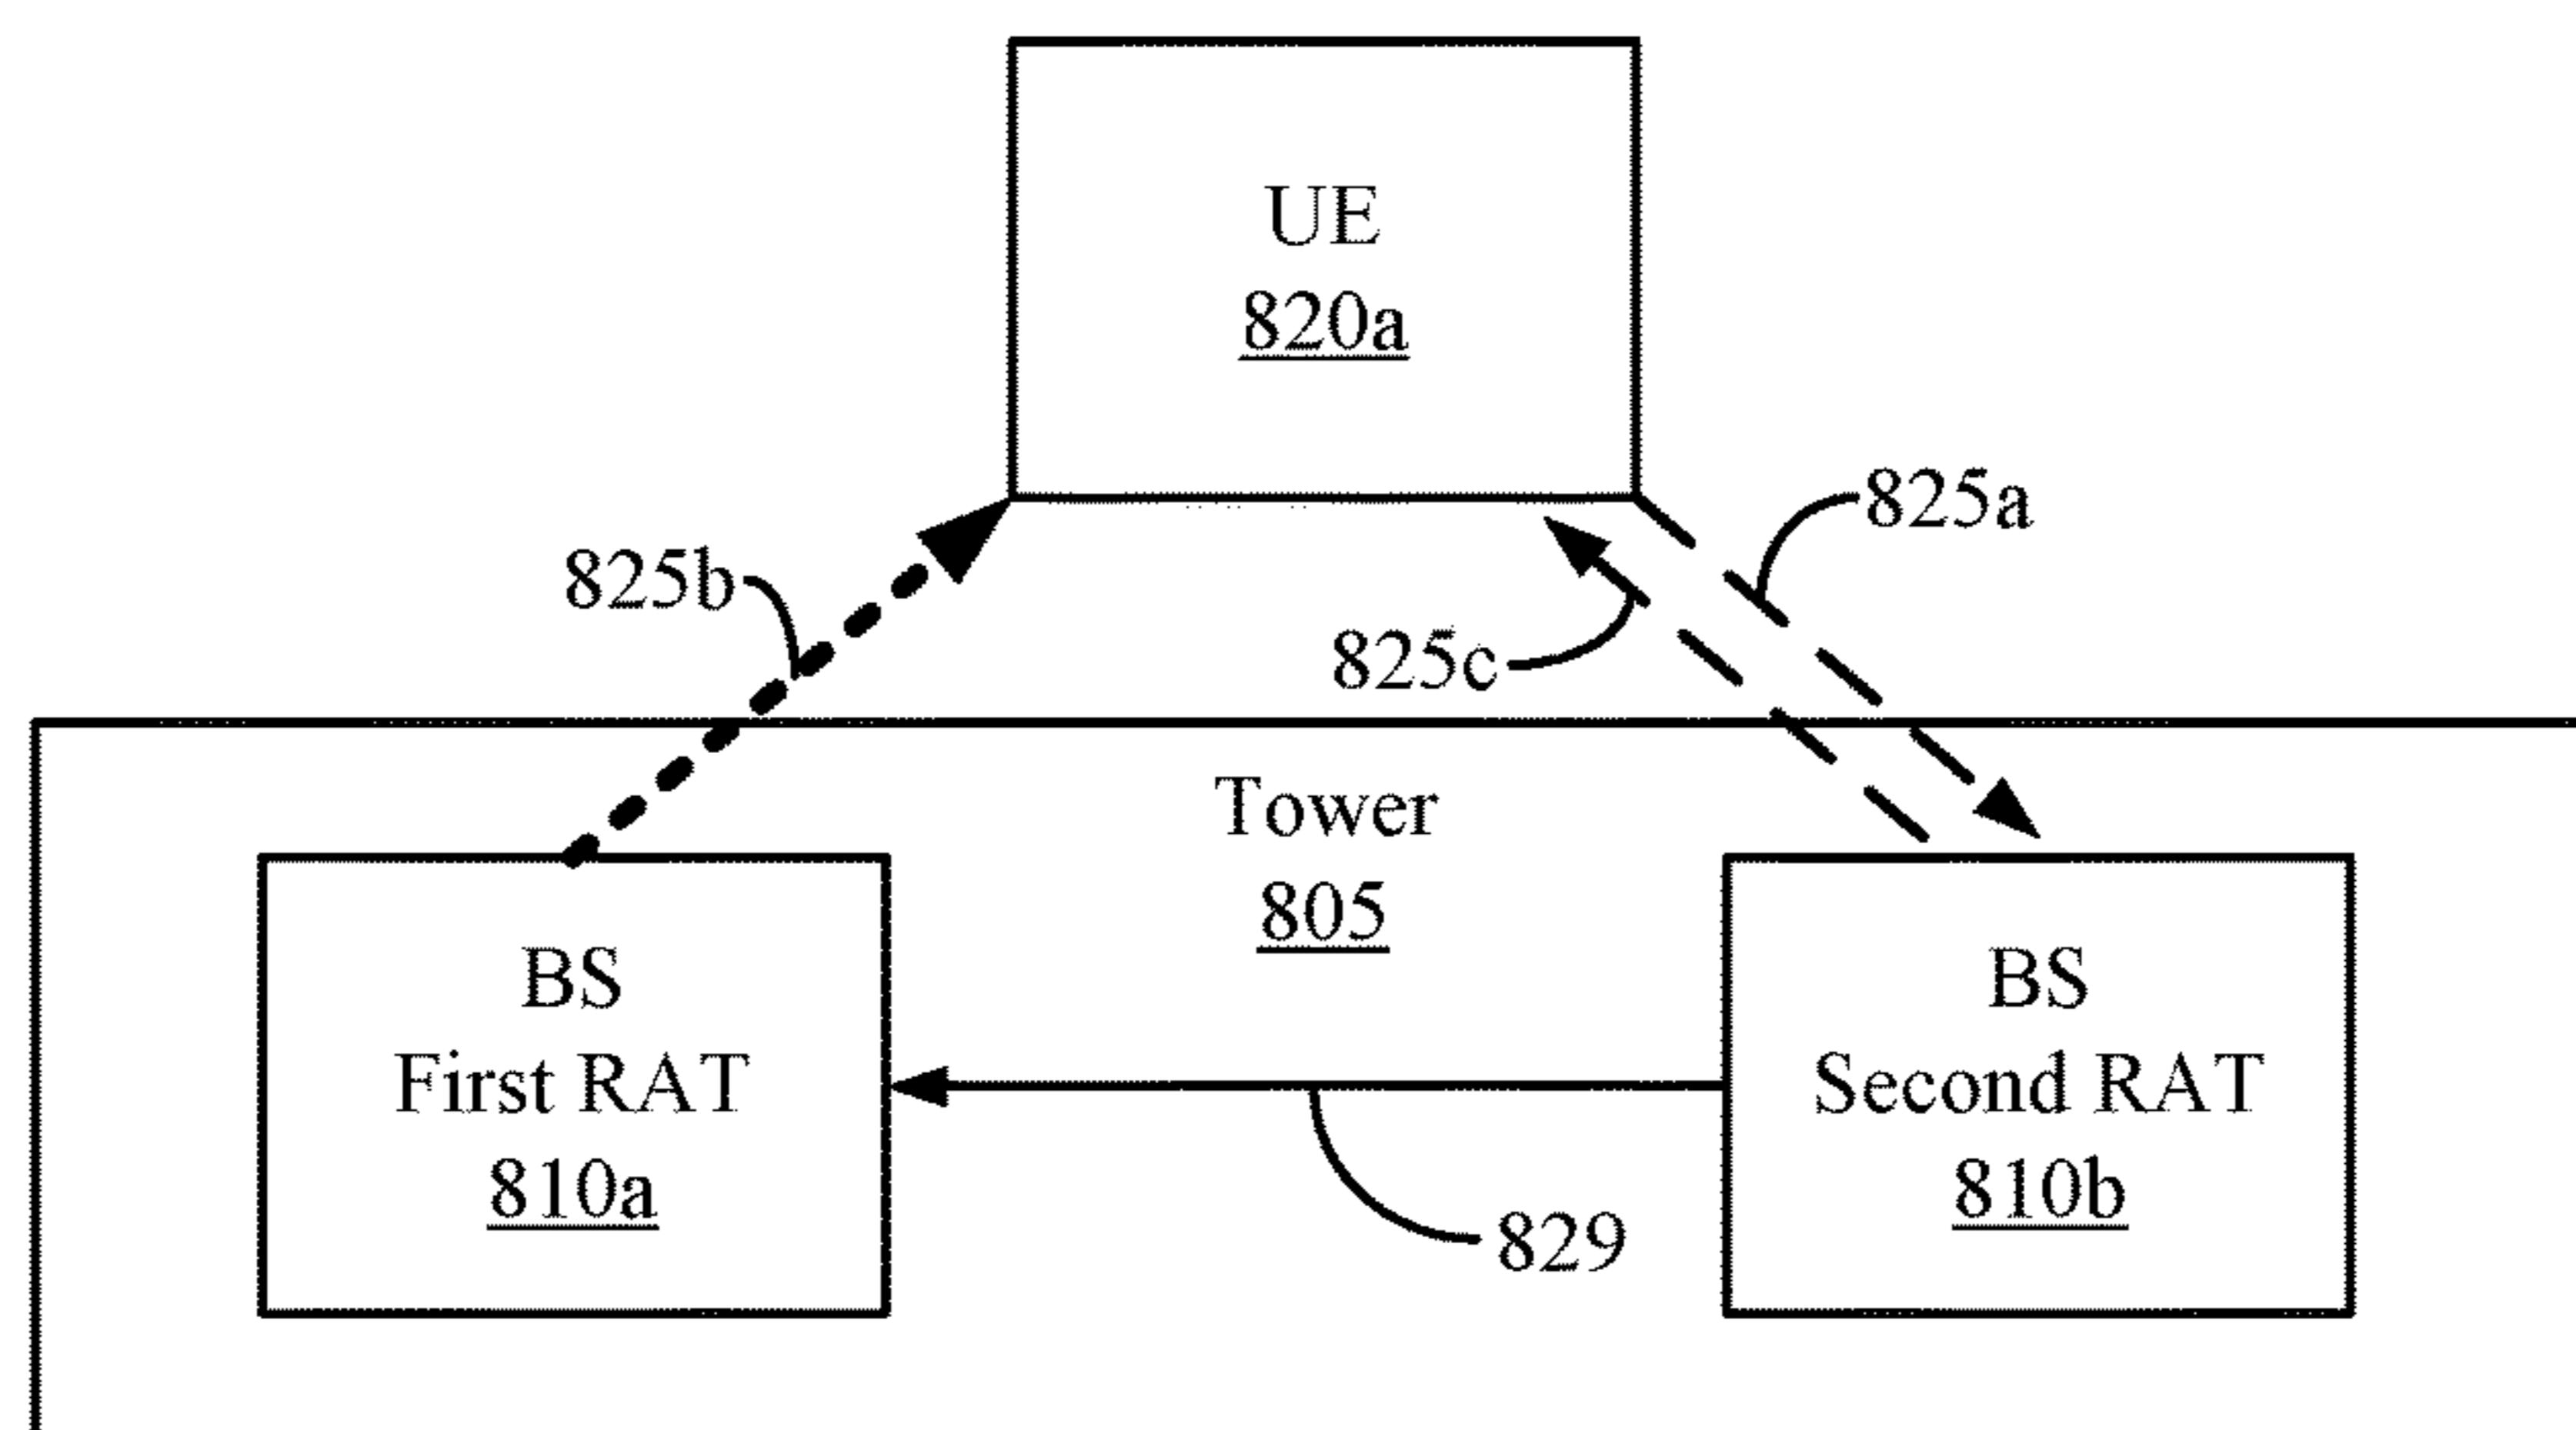 UE
820a
825a
825b
825c
Tower
805
BS
First RAT
810a
BS
Second RAT
810b
829